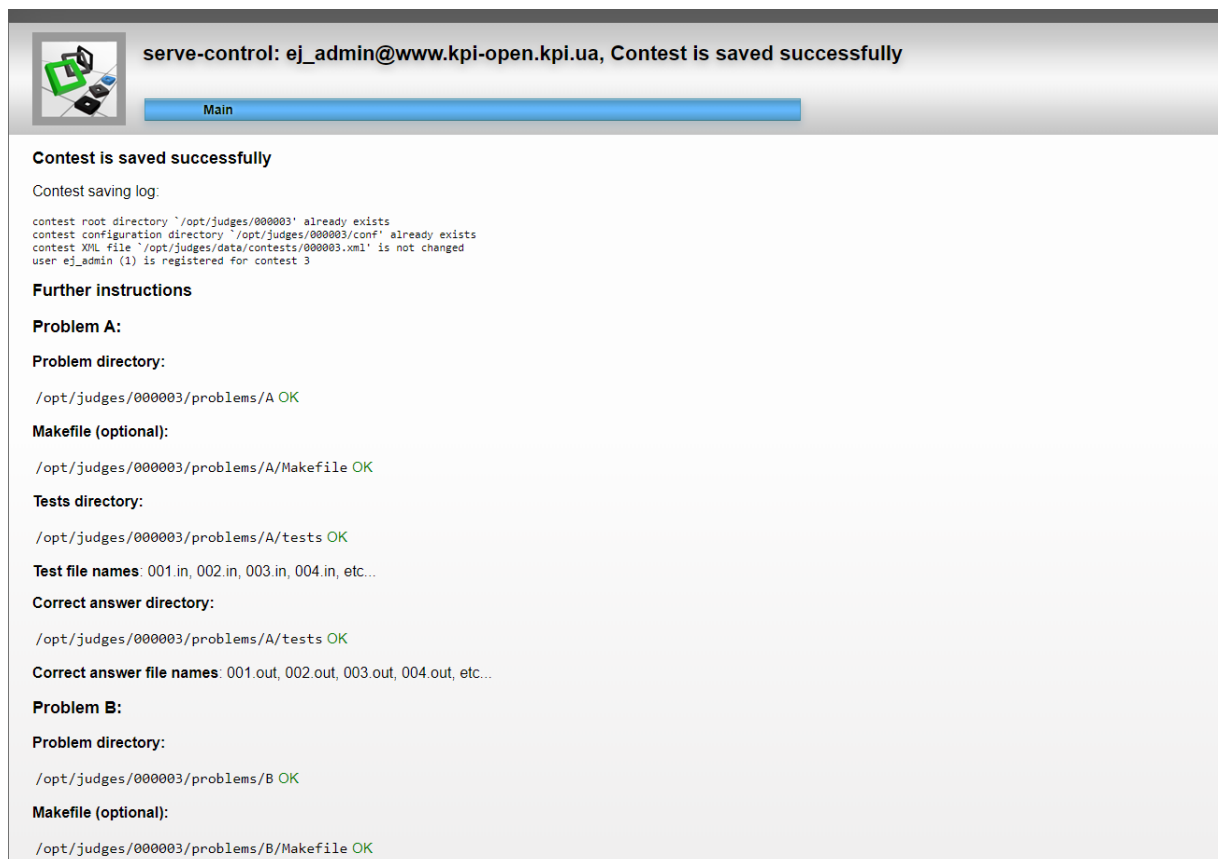 serve-control: ej_admin@www.kpi-open.kpi.ua, Contest is saved successfully
Main
Contest is saved successfully
Contest saving log:
contest root directory `/opt/judges/000003' already exists
contest configuration directory `/opt/judges/000003/conf' already exists
contest XML file `/opt/judges/data/contests/000003.xml' is not changed
user ej_admin (1) is registered for contest 3
Further instructions
Problem A:
Problem directory:
/opt/judges/000003/problems/A OK
Makefile (optional):
/opt/judges/000003/problems/A/Makefile OK
Tests directory:
/opt/judges/000003/problems/A/tests OK
Test file names: 001.in, 002.in, 003.in, 004.in, etc...
Correct answer directory:
/opt/judges/000003/problems/A/tests OK
Correct answer file names: 001.out, 002.out, 003.out, 004.out, etc...
Problem B:
Problem directory:
/opt/judges/000003/problems/B OK
Makefile (optional):
/opt/judges/000003/problems/B/Makefile OK